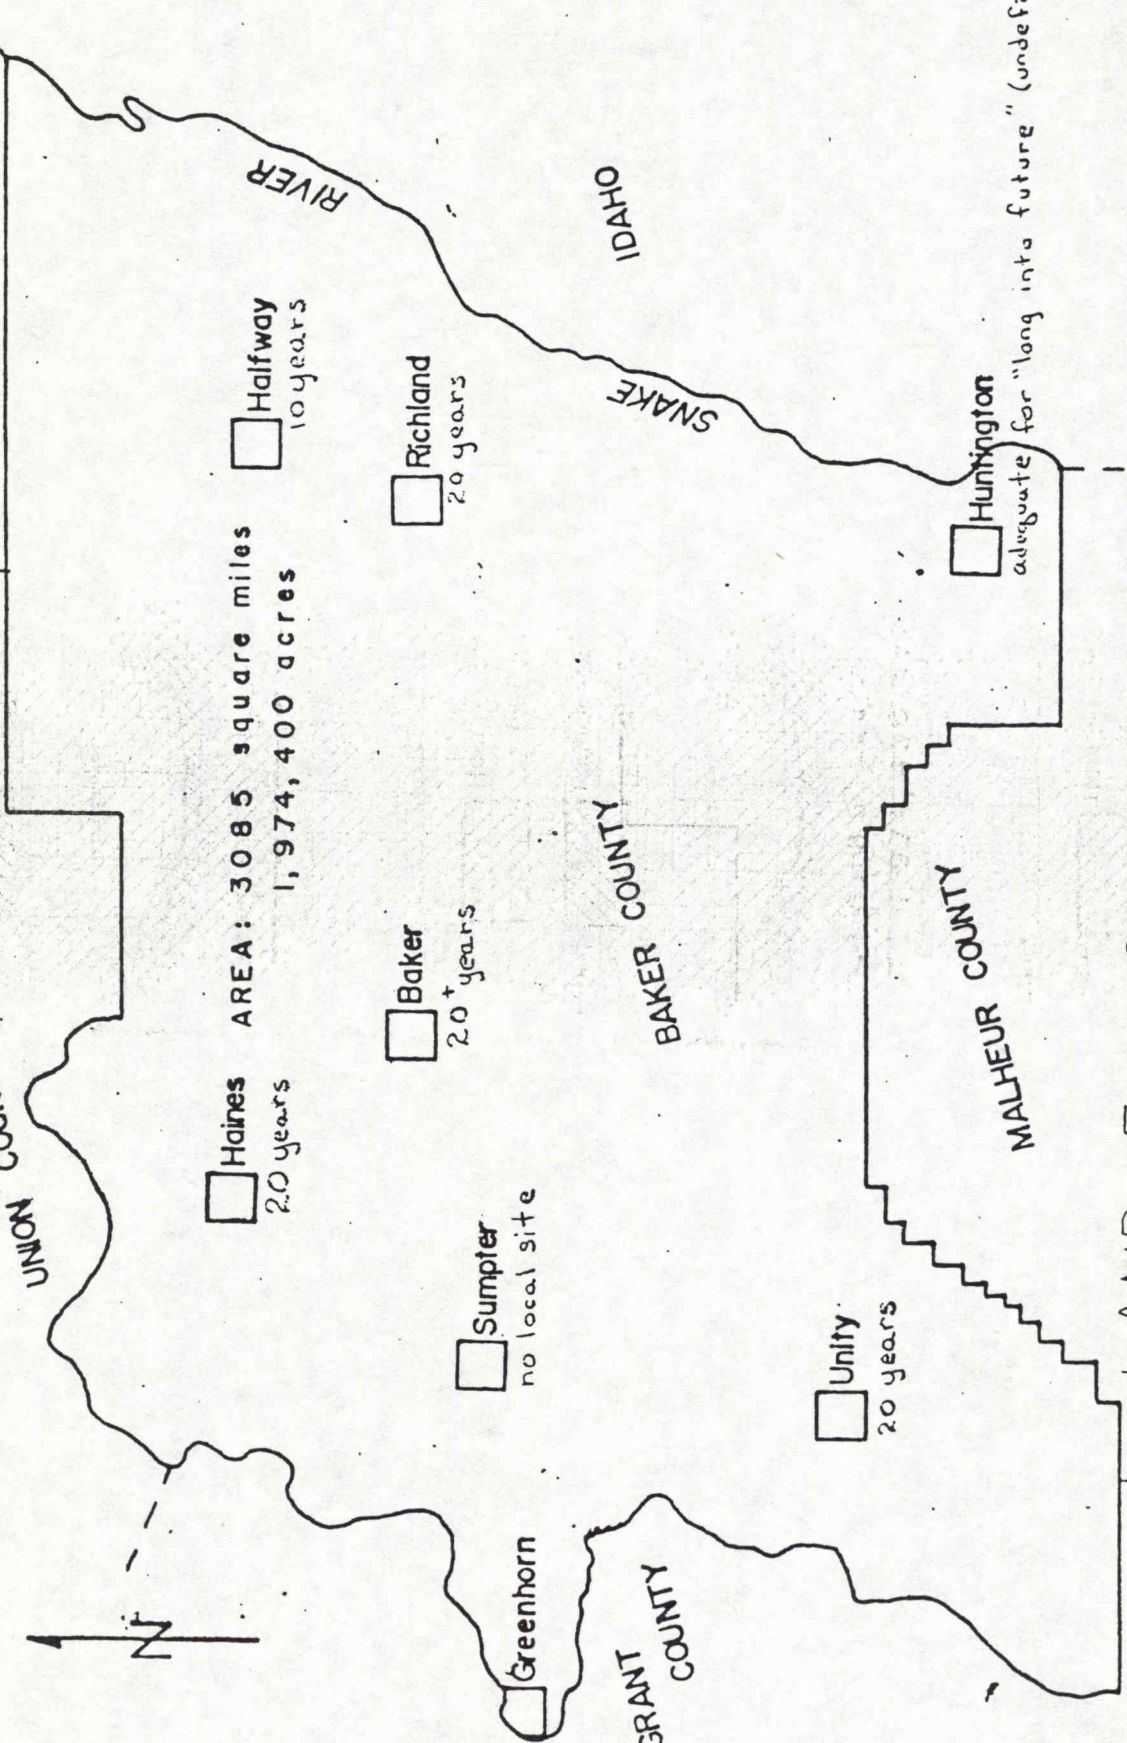 UNION
N
Haines
20 years
AREA: 3085 square miles
1,974,400 acres
Halfway
10 years
RIVER
Baker
20+ years
Richland
20 years
Sumpter
no local site
Greenhorn
IDAHO
BAKER COUNTY
SNAKE
GRANT
COUNTY
Unity
20 years
MALHEUR COUNTY
Huntington
adequate for "long into future"